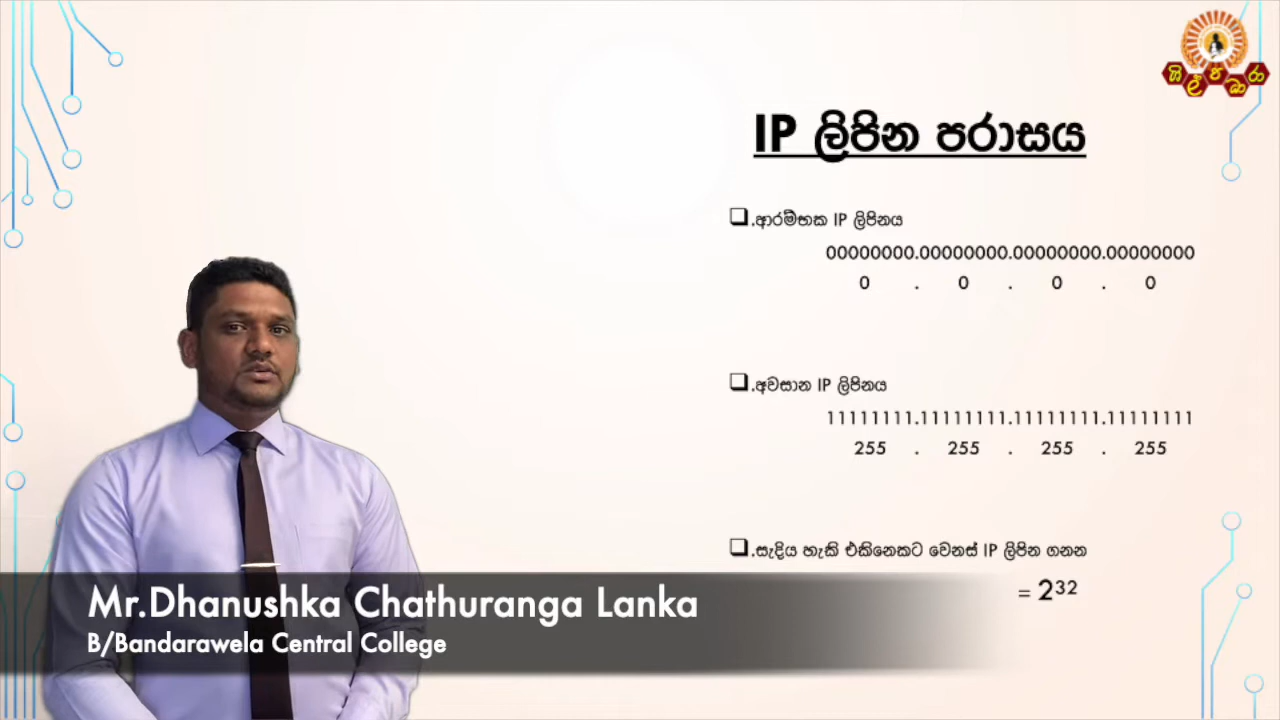 ශිල්ප ධාරා
IP ලිපින පරාසය
❑.ආරම්භක IP ලිපිනය
00000000.00000000.00000000.00000000
0 . 0 . 0 . 0
❑.අවසාන IP ලිපිනය
11111111.11111111.11111111.11111111
255 . 255 . 255 . 255
❑.සැදිය හැකි එකිනෙකට වෙනස් IP ලිපින ගනන
= 2³²
Mr.Dhanushka Chathuranga Lanka
B/Bandarawela Central College